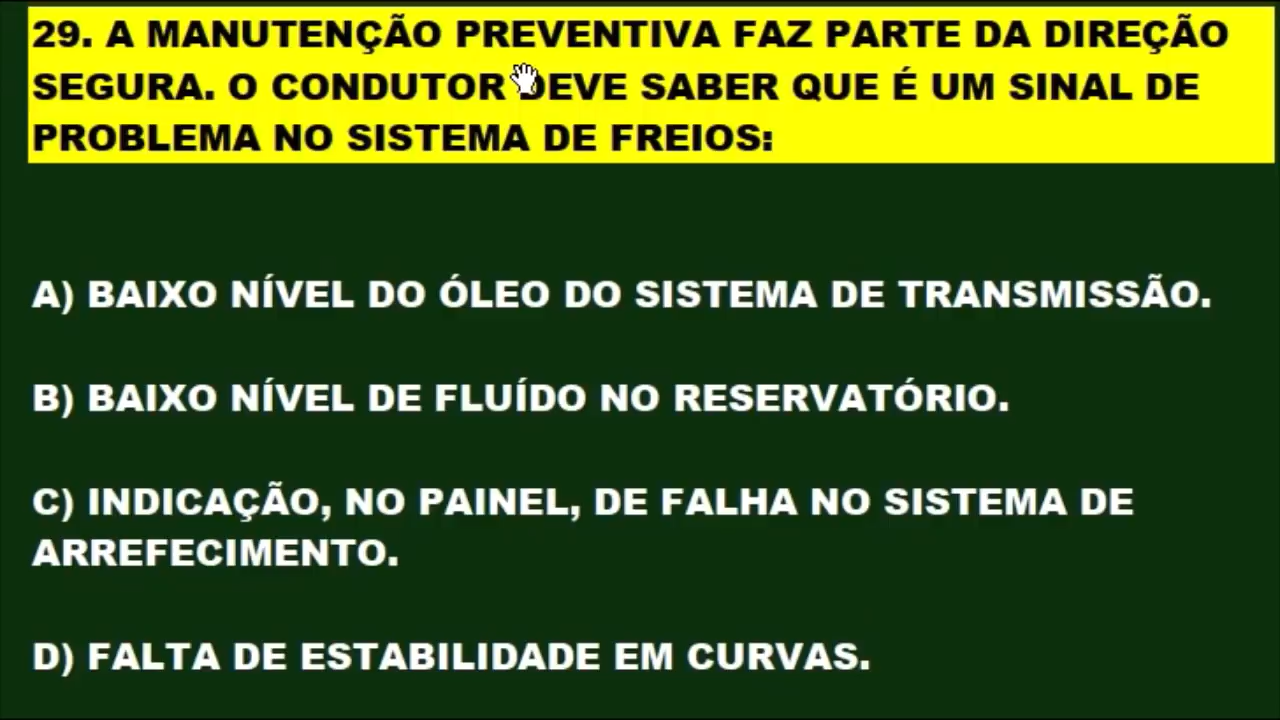 29. A MANUTENÇÃO PREVENTIVA FAZ PARTE DA DIREÇÃO
SEGURA. O CONDUTOR DEVE SABER QUE É UM SINAL DE
PROBLEMA NO SISTEMA DE FREIOS:
A) BAIXO NÍVEL DO ÓLEO DO SISTEMA DE TRANSMISSÃO.
B) BAIXO NÍVEL DE FLUÍDO NO RESERVATÓRIO.
C) INDICAÇÃO, NO PAINEL, DE FALHA NO SISTEMA DE
ARREFECIMENTO.
D) FALTA DE ESTABILIDADE EM CURVAS.